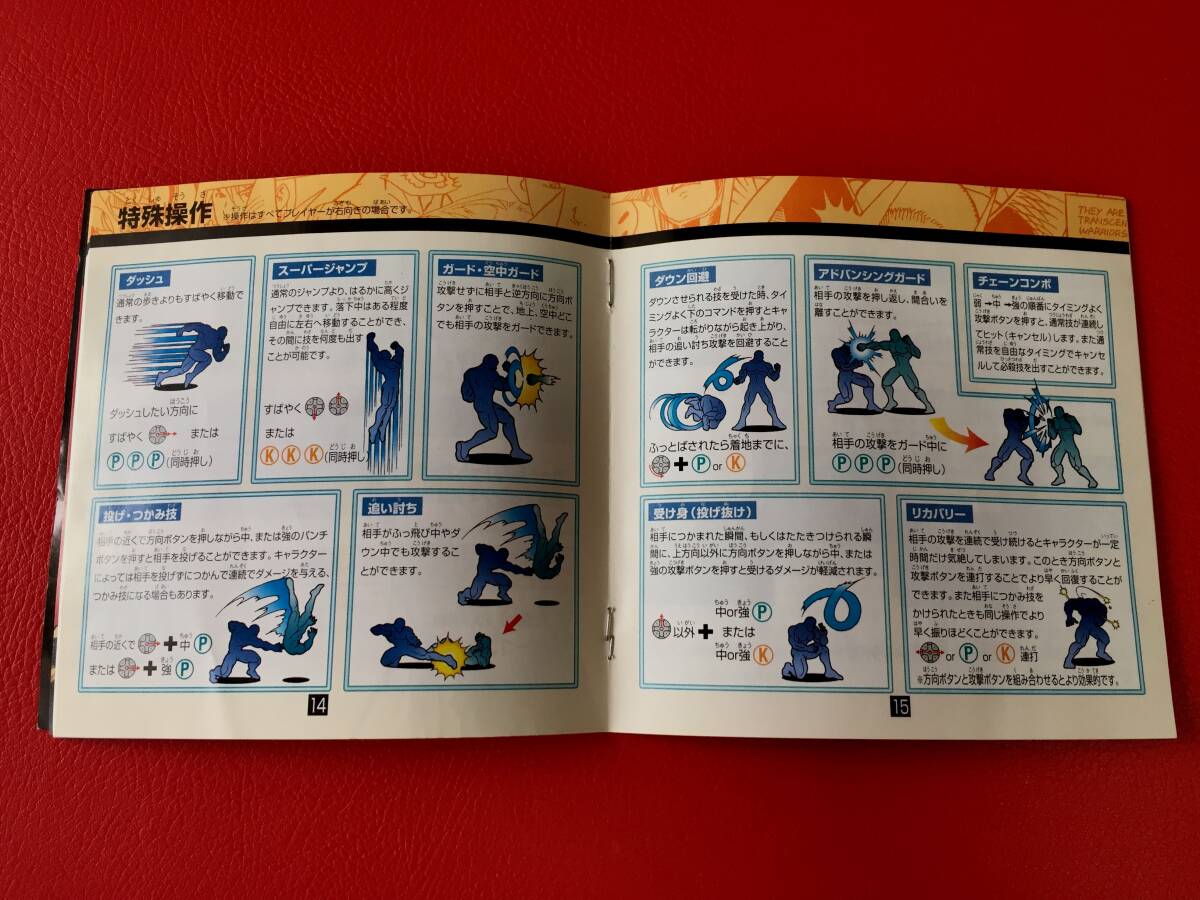 特殊操作
※操作はすべてプレイヤーが右向きの場合です。
ダッシュ
通常の歩きよりもすばやく移動で
きます。
ダッシュしたい方向に
すばやく または
PPP(同時押し)
スーパージャンプ
通常のジャンプより、はるかに高くジ
ャンプできます。落下中はある程度
自由に左右へ移動することができ、
その間に技を何度も出す
ことが可能です。
すばやく
または
KKK(同時押し)
ガード・空中ガード
攻撃せずに相手と逆方向に方向ボ
タンを押すことで、地上、空中どこ
でも相手の攻撃をガードできます。
投げ・つかみ技
相手の近くで方向ボタンを押しながら中、または強のパンチ
ボタンを押すと相手を投げることができます。キャラクター
によっては相手を投げずにつかんで連続でダメージを与える、
つかみ技になる場合もあります。
相手の近くで+中P
または+強P
追い討ち
相手がふっ飛び中やダ
ウン中でも攻撃するこ
とができます。
14
THEY ARE
TRANSCEN
WARRIORS
ダウン回避
ダウンさせられる技を受けた時、タイ
ミングよく下のコマンドを押すとキャ
ラクターは転がりながら起き上がり、
相手の追い討ち攻撃を回避すること
ができます。
ふっとばされたら着地までに、
+P or K
アドバンシングガード
相手の攻撃を押し返し、間合いを
離すことができます。
相手の攻撃をガード中に
PPP(同時押し)
チェーンコンボ
弱→中→強の順番にタイミングよく
攻撃ボタンを押すと、通常技が連続し
てヒット(キャンセル)します。また通
常技を自由なタイミングでキャンセ
ルして必殺技を出すことができます。
受け身(投げ抜け)
相手につかまれた瞬間、もしくはたたきつけられる瞬
間に、上方向以外に方向ボタンを押しながら中、または
強の攻撃ボタンを押すと受けるダメージが軽減されます。
中or強P
以外+ または
中or強K
リカバリー
相手の攻撃を連続で受け続けるとキャラクターが一定
時間だけ気絶してしまいます。このとき方向ボタンと
攻撃ボタンを連打することでより早く回復することが
できます。また相手につかみ技を
かけられたときも同じ操作でより
早く振りほどくことができます。
or P or K 連打
※方向ボタンと攻撃ボタンを組み合わせるとより効果的です。
15